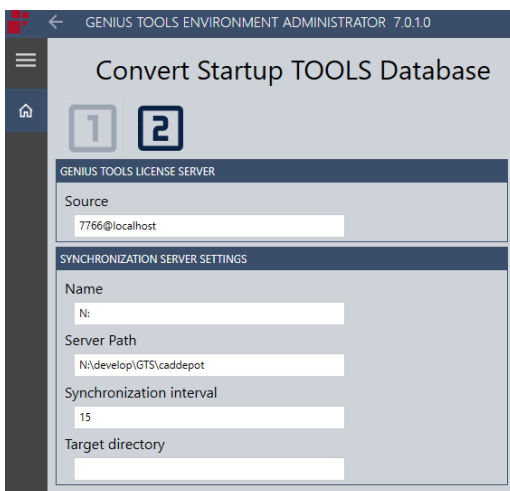 GENIUS TOOLS ENVIRONMENT ADMINISTRATOR 7.0.1.0
Convert Startup TOOLS Database
1 2
GENIUS TOOLS LICENSE SERVER
Source
7766@localhost
SYNCHRONIZATION SERVER SETTINGS
Name
N:
Server Path
N:\develop\GTS\caddepot
Synchronization interval
15
Target directory